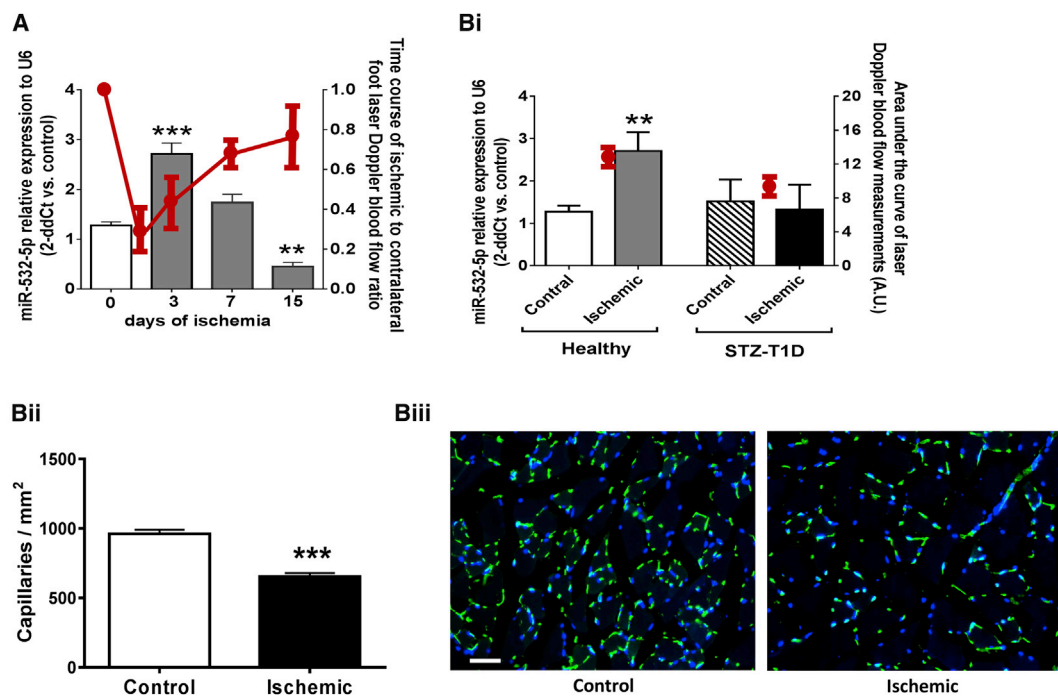 A
miR-532-5p relative expression to U6
(2-ddCt vs. control)
4
3
2
1
0
***
**
1.0
0.8
0.6
0.4
0.2
0.0
Time course of ischemic to contralateral
foot laser Doppler blood flow ratio
0 3 7 15
days of ischemia
Bi
miR-532-5p relative expression to U6
(2-ddCt vs. control)
5
4
3
2
1
0
**
20
16
12
8
4
0
Area under the curve of laser
Doppler blood flow measurements (A.U.)
Contral Ischemic Contral Ischemic
Healthy STZ-T1D
Bii
Capillaries / mm2
1500
1000
500
0
***
Control Ischemic
Biii
Control Ischemic